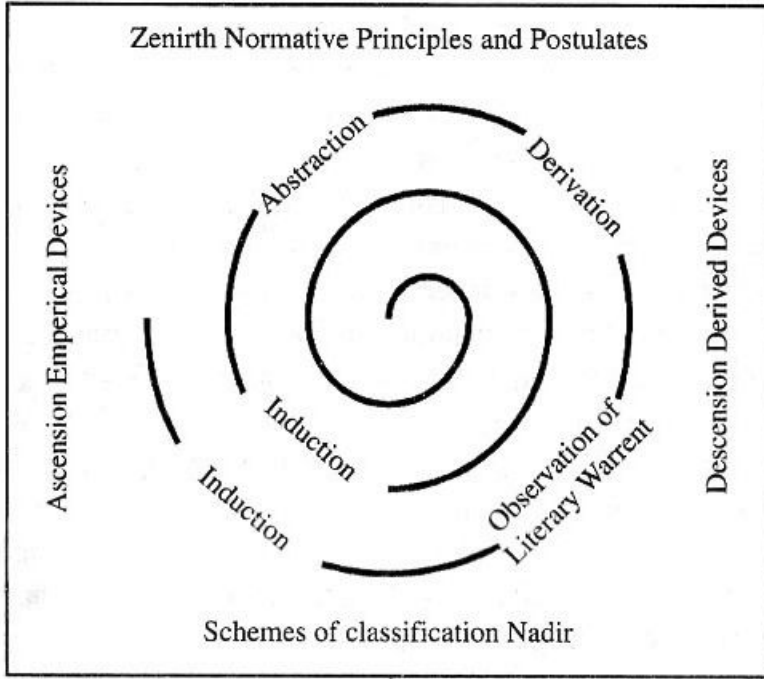 Zenirth Normative Principles and Postulates
Abstraction
Derivation
Ascension Emperical Devices
Descension Derived Devices
Induction
Induction
Observation of
Literary Warrent
Schemes of classification Nadir